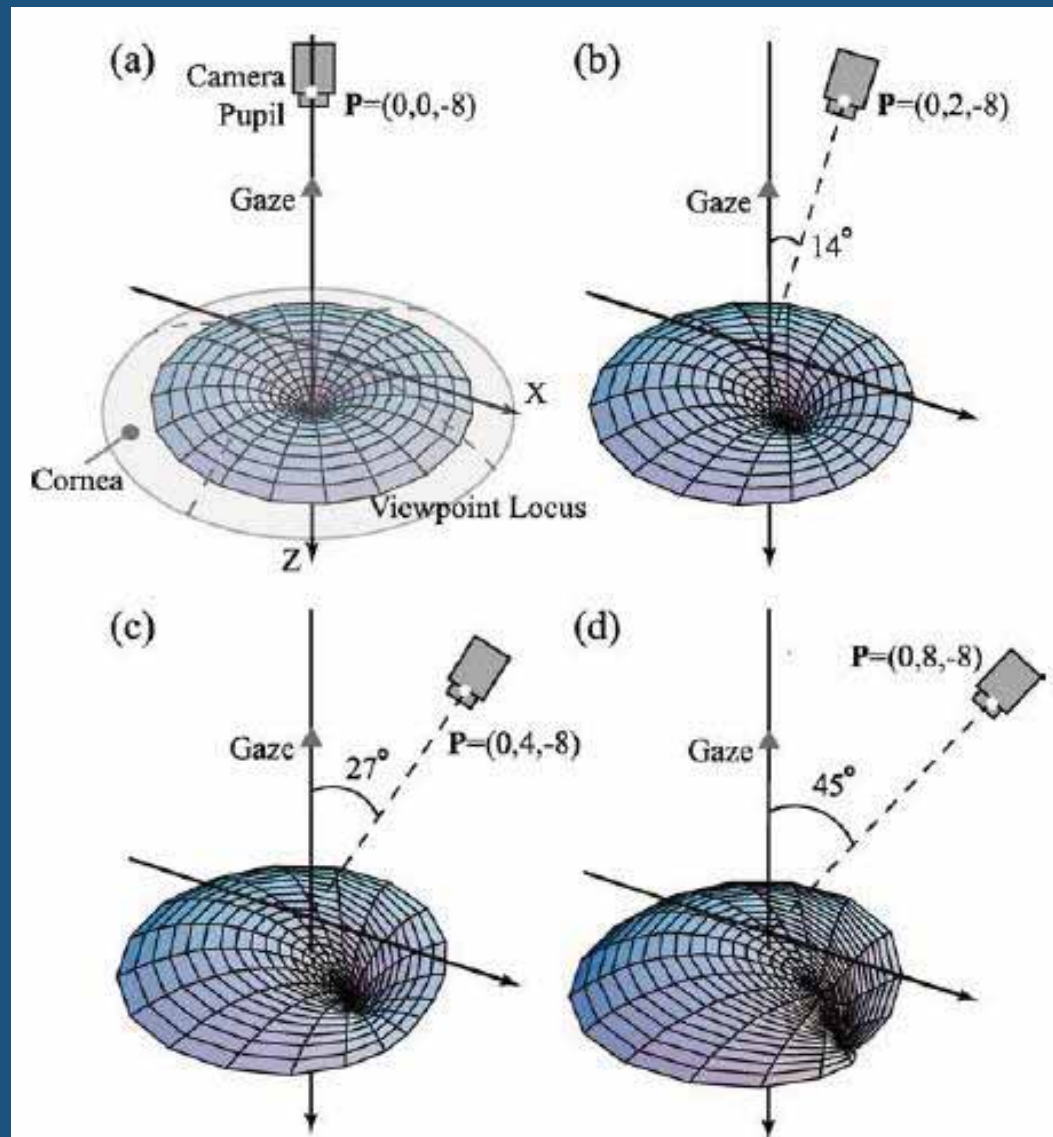 (a)
Camera
Pupil
P=(0,0,-8)
Gaze
X
Cornea
Viewpoint Locus
Z
(b)
P=(0,2,-8)
Gaze
14°
(c)
P=(0,4,-8)
Gaze
27°
(d)
P=(0,8,-8)
Gaze
45°